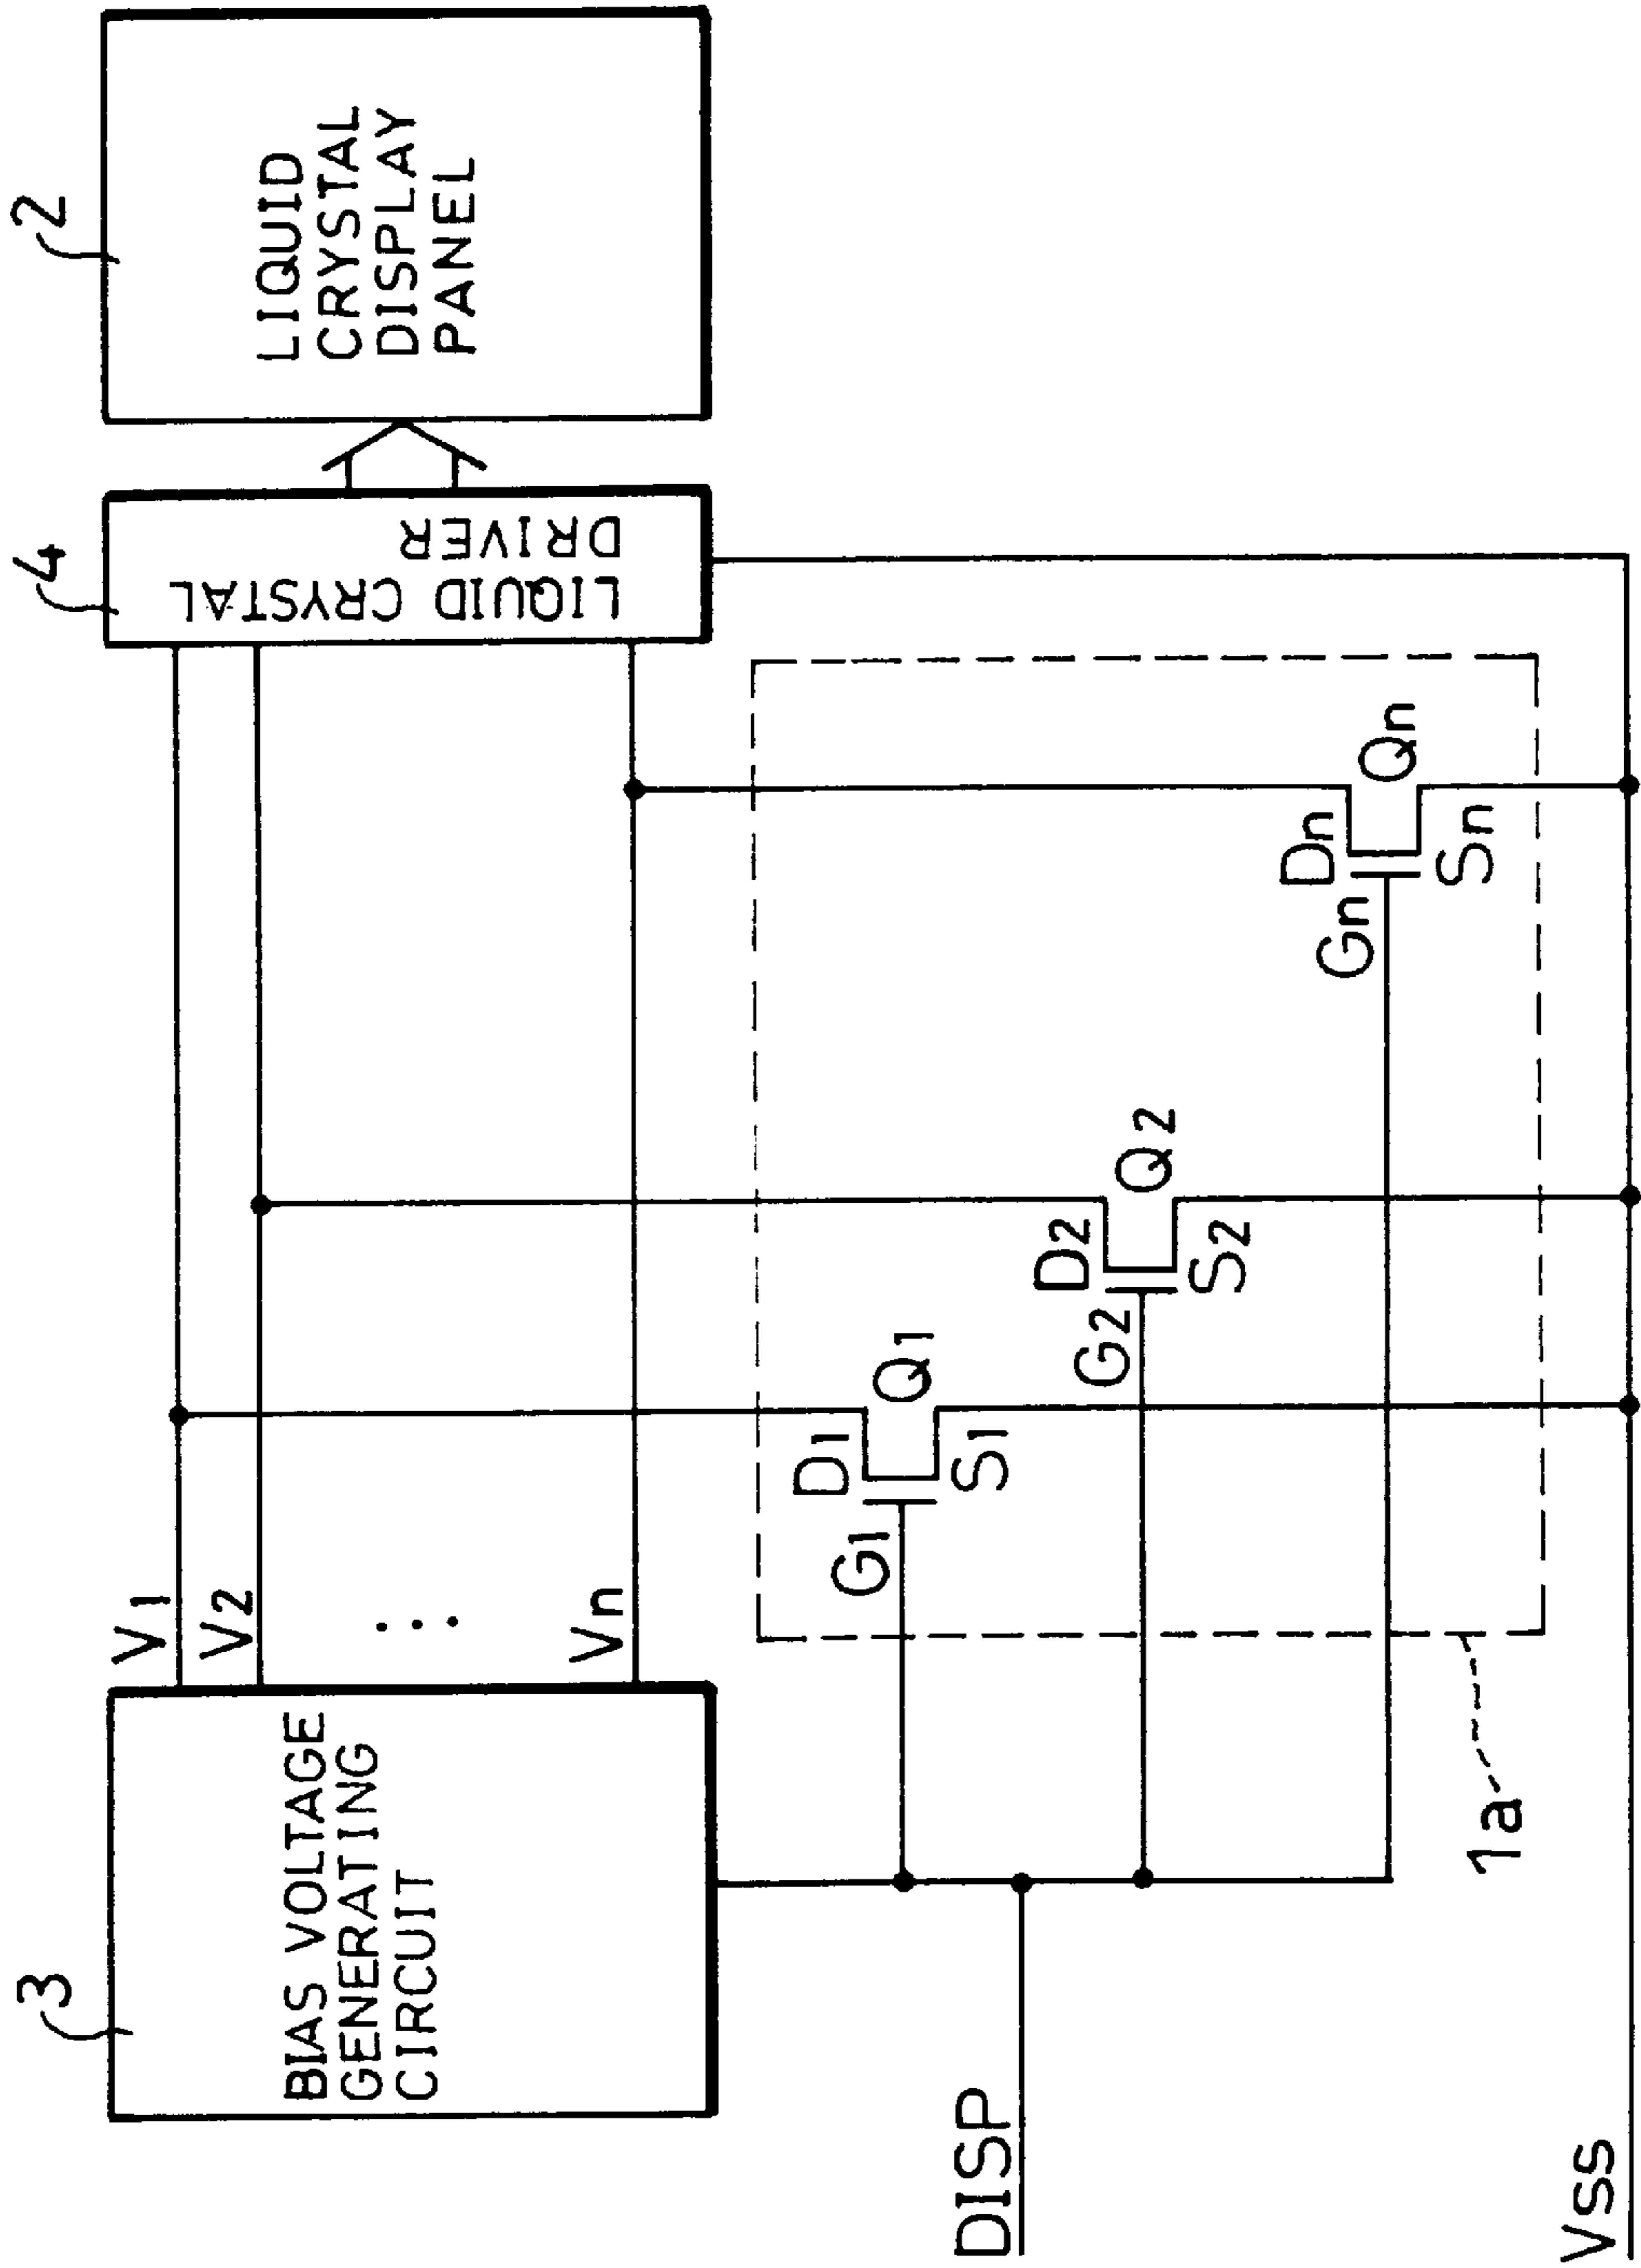 3
BIAS VOLTAGE
GENERATING
CIRCUIT
V1
V2
Vn
4
LIQUID CRYSTAL
DRIVER
2
LIQUID
CRYSTAL
DISPLAY
PANEL
D1
Q1
G1
S1
D2
Q2
G2
S2
Dn
Qn
Gn
Sn
DISP
1a
Vss